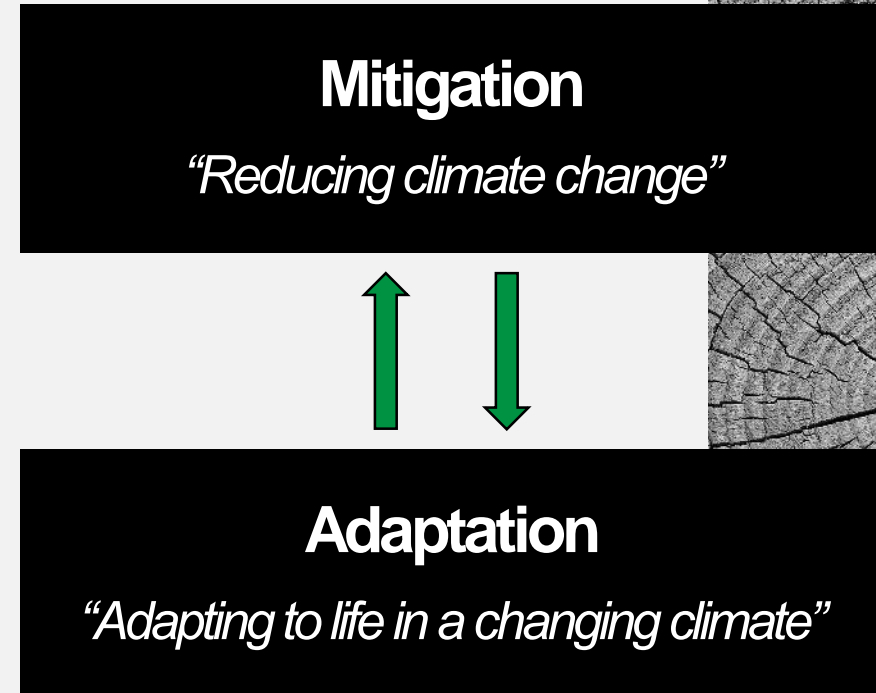 Mitigation
“Reducing climate change”
Adaptation
“Adapting to life in a changing climate”